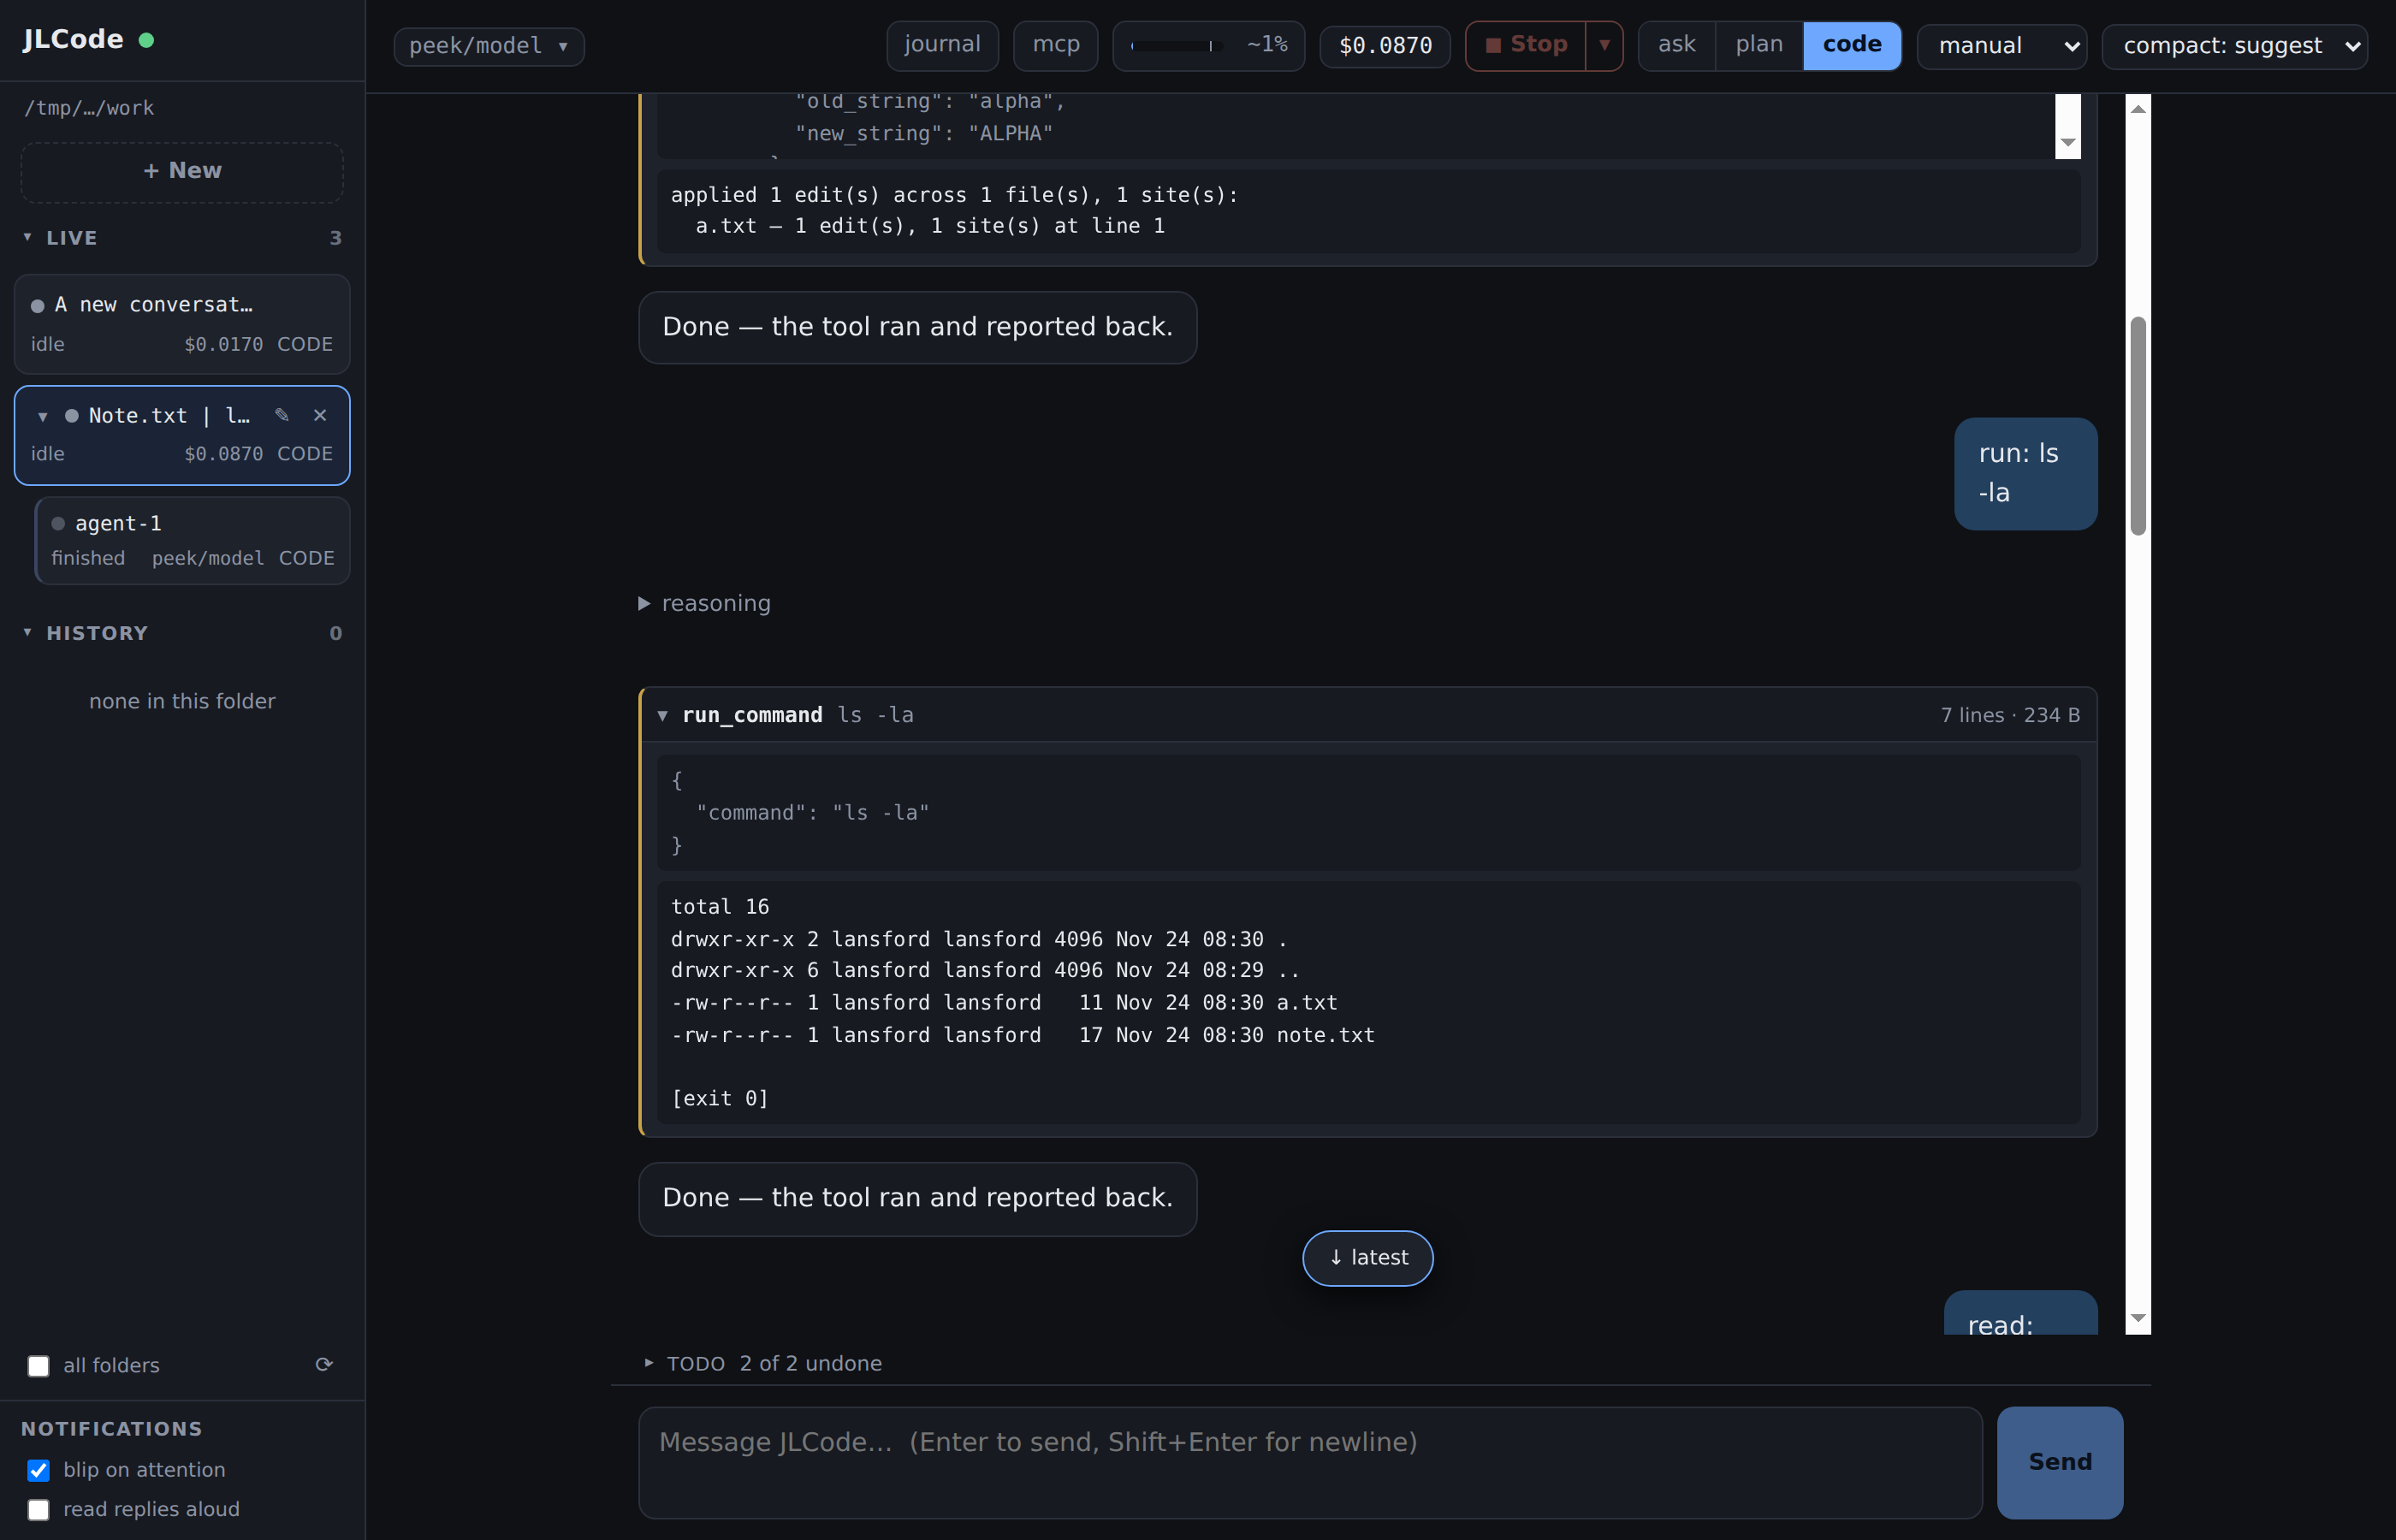 JLCode
/tmp/…/work
+ New
▾ LIVE 3
A new conversat…
idle $0.0170 CODE
▾ Note.txt | l… ✎ ✕
idle $0.0870 CODE
agent-1
finished peek/model CODE
▾ HISTORY 0
none in this folder
all folders ⟳
NOTIFICATIONS
blip on attention
read replies aloud
peek/model ▾
journal
mcp
~1%
$0.0870
■ Stop ▾
ask plan code
manual
compact: suggest
"old_string": "alpha",
"new_string": "ALPHA"
applied 1 edit(s) across 1 file(s), 1 site(s):
a.txt — 1 edit(s), 1 site(s) at line 1
Done — the tool ran and reported back.
run: ls
-la
▶ reasoning
▼ run_command ls -la 7 lines · 234 B
{
"command": "ls -la"
}
total 16
drwxr-xr-x 2 lansford lansford 4096 Nov 24 08:30 .
drwxr-xr-x 6 lansford lansford 4096 Nov 24 08:29 ..
-rw-r--r-- 1 lansford lansford   11 Nov 24 08:30 a.txt
-rw-r--r-- 1 lansford lansford   17 Nov 24 08:30 note.txt
[exit 0]
Done — the tool ran and reported back.
↓ latest
read:
▸ TODO 2 of 2 undone
Message JLCode… (Enter to send, Shift+Enter for newline)
Send